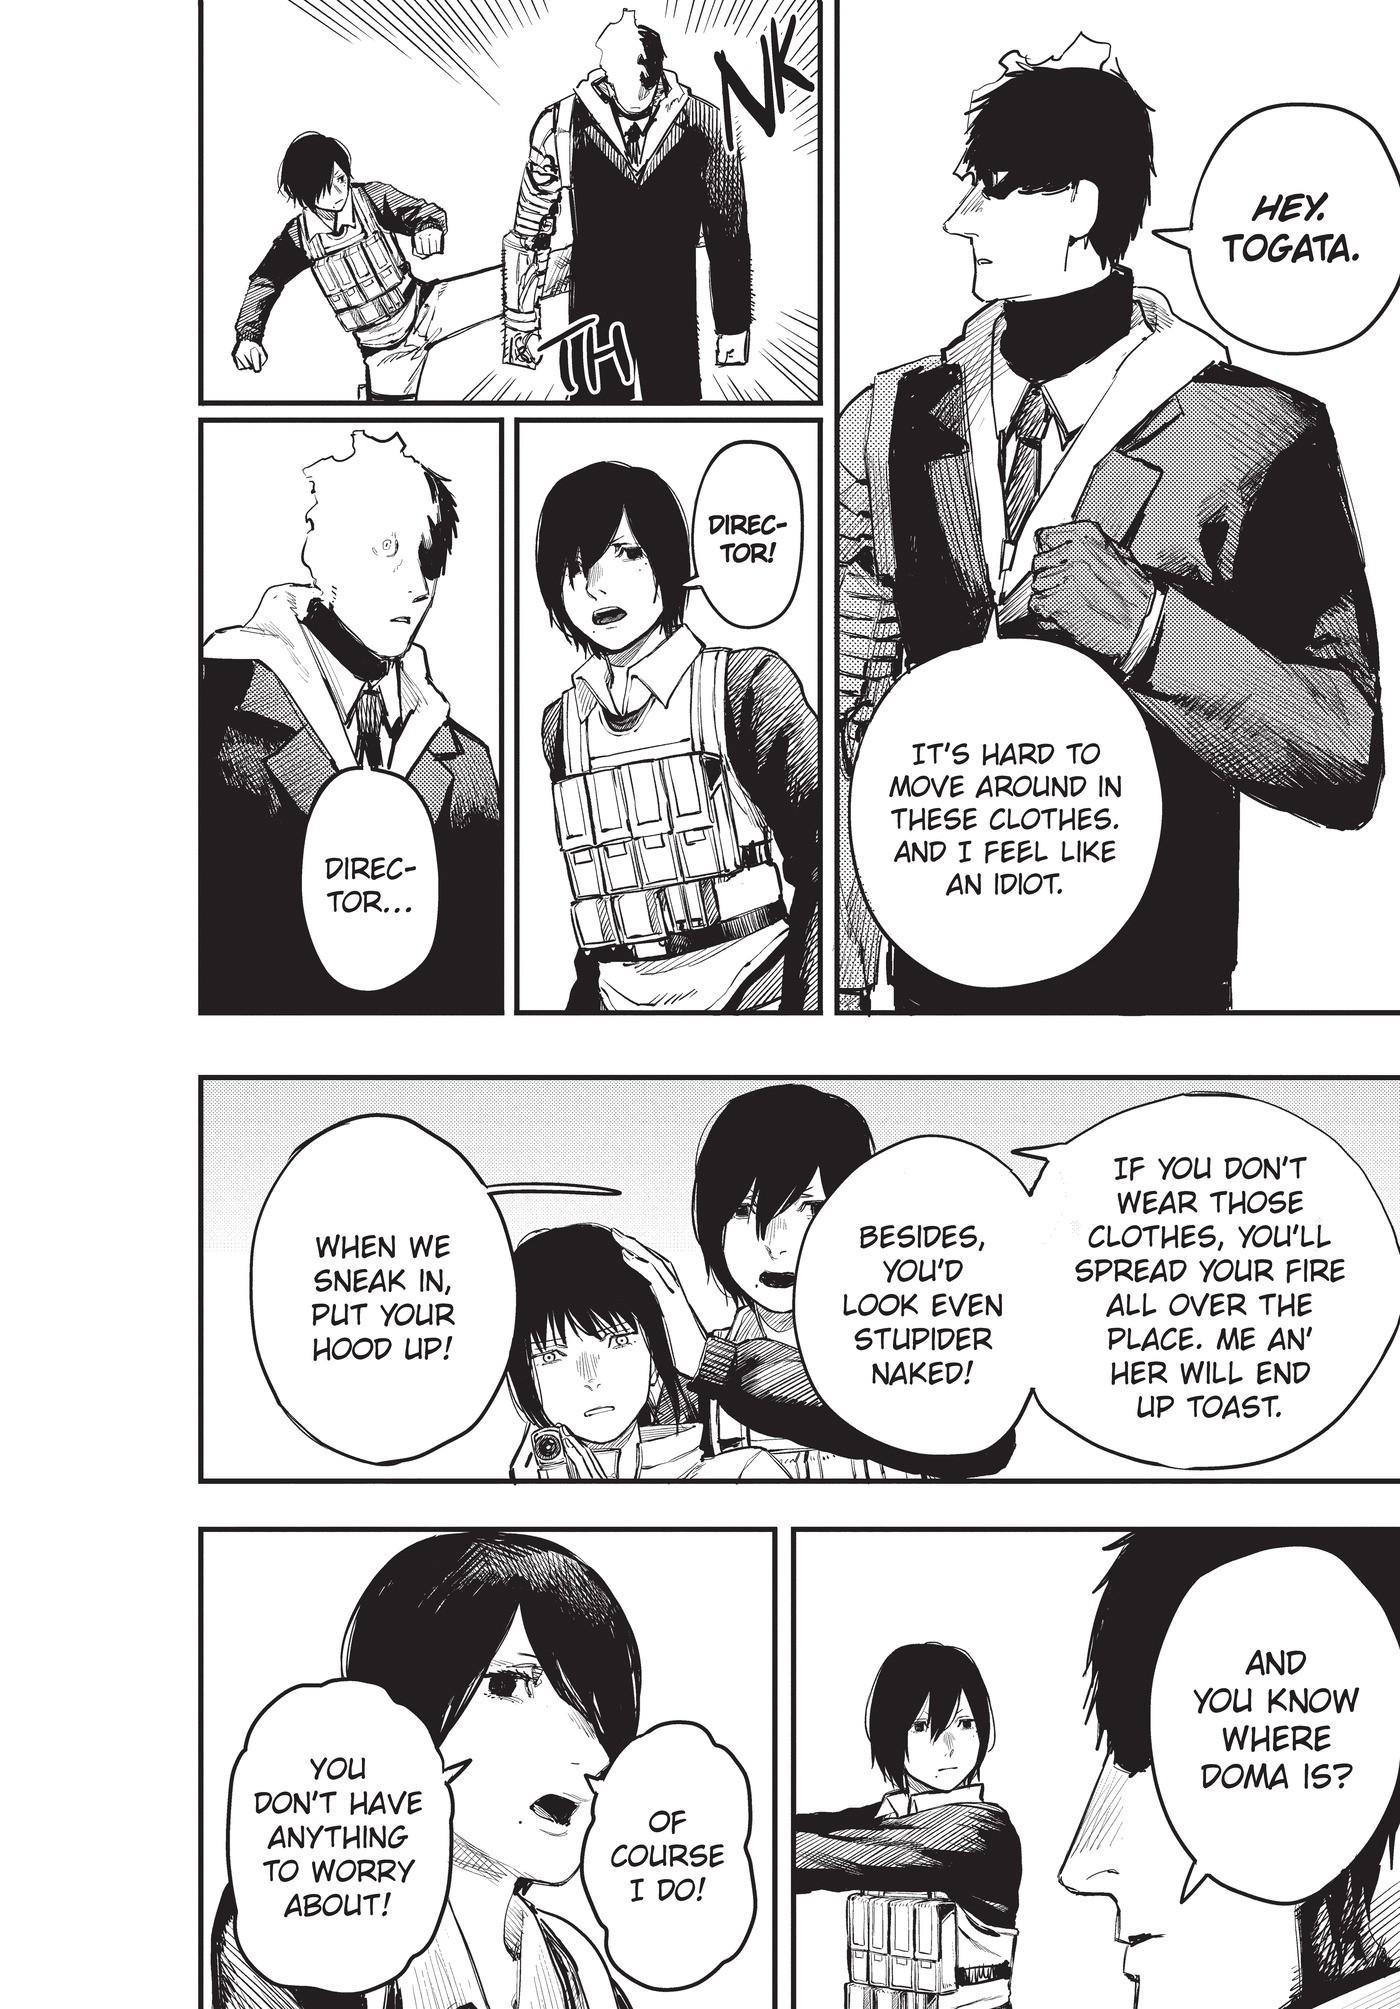 HEY.
TOGATA.
IT'S HARD TO
MOVE AROUND IN
THESE CLOTHES.
AND I FEEL LIKE
AN IDIOT.
THNK
DIREC-
TOR!
DIREC-
TOR...
IF YOU DON'T
WEAR THOSE
CLOTHES, YOU'LL
SPREAD YOUR FIRE
ALL OVER THE
PLACE. ME AN'
HER WILL END
UP TOAST.
BESIDES,
YOU'D
LOOK EVEN
STUPIDER
NAKED!
WHEN WE
SNEAK IN,
PUT YOUR
HOOD UP!
AND
YOU KNOW
WHERE
DOMA IS?
OF
COURSE
I DO!
YOU
DON'T HAVE
ANYTHING
TO WORRY
ABOUT!